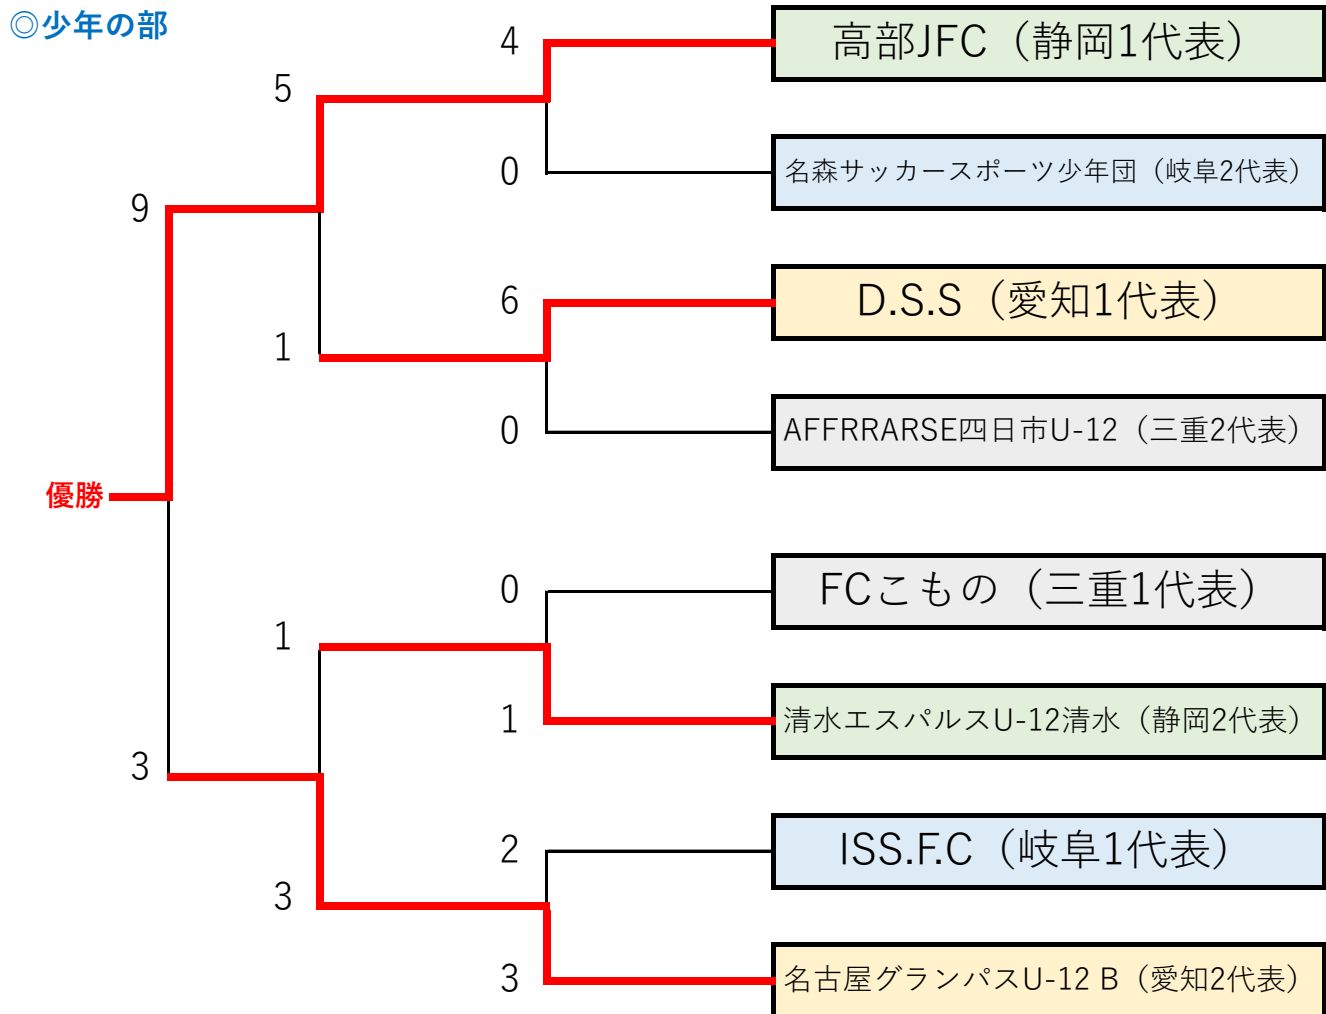 ◎少年の部
4
高部JFC（静岡1代表）
5
0
名森サッカースポーツ少年団（岐阜2代表）
9
6
D.S.S（愛知1代表）
1
0
AFFRRARSE四日市U-12（三重2代表）
優勝
0
FCこもの（三重1代表）
1
1
清水エスパルスU-12清水（静岡2代表）
3
2
ISS.F.C（岐阜1代表）
3
3
名古屋グランパスU-12 B（愛知2代表）